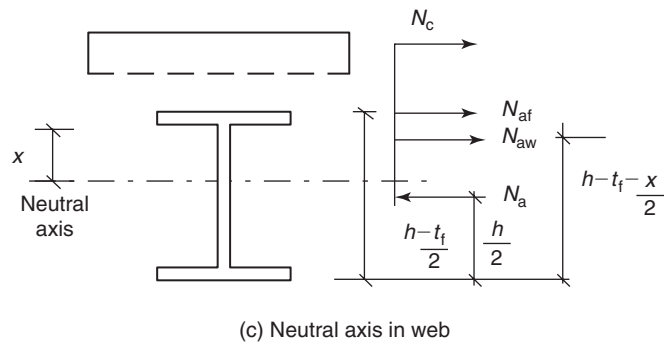 N_c
N_af
N_aw
x
Neutral
axis
N_a
h−t_f
2
h
2
h−t_f−x
2
(c) Neutral axis in web